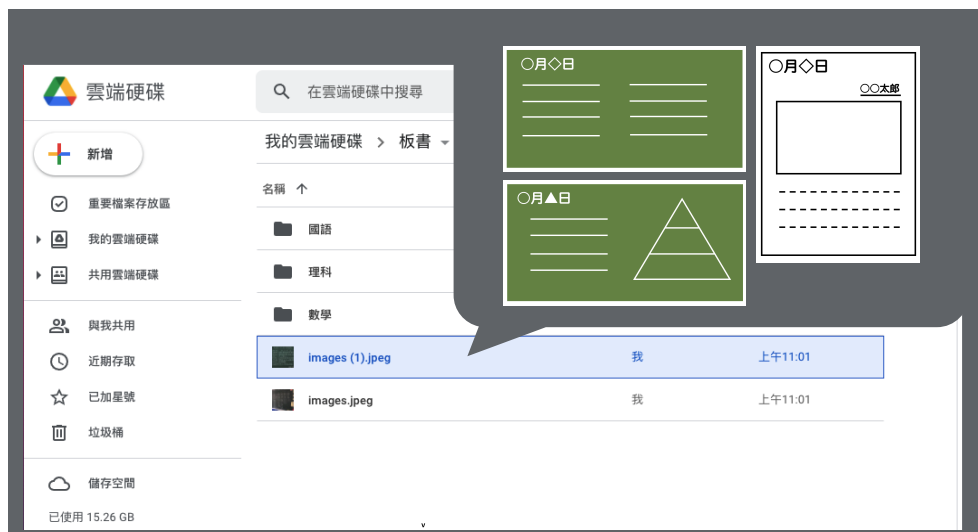 雲端硬碟
在雲端硬碟中搜尋
新增
重要檔案存放區
我的雲端硬碟
共用雲端硬碟
與我共用
近期存取
已加星號
垃圾桶
儲存空間
已使用 15.26 GB
我的雲端硬碟 > 板書
名稱 ↑
國語
理科
數學
images (1).jpeg 我 上午11:01
images.jpeg 我 上午11:01
○月◇日
○月▲日
○月◇日
○○太郎